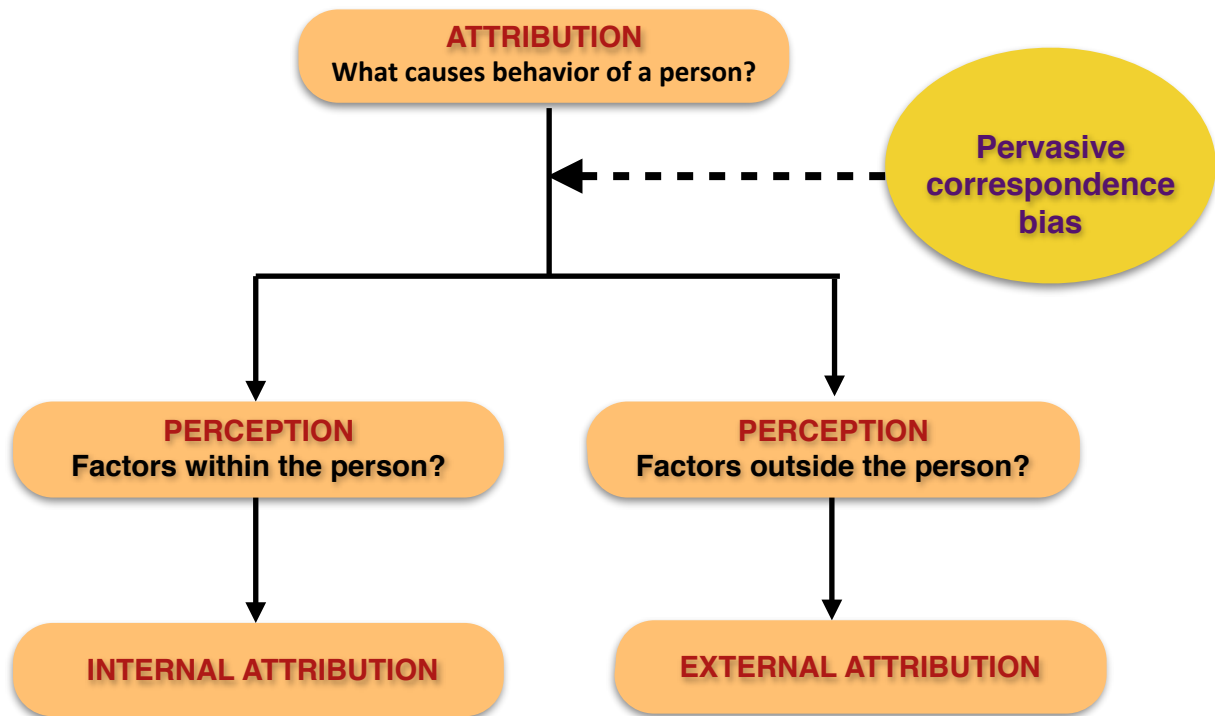 ATTRIBUTION
What causes behavior of a person?
Pervasive
correspondence
bias
PERCEPTION
Factors within the person?
PERCEPTION
Factors outside the person?
INTERNAL ATTRIBUTION
EXTERNAL ATTRIBUTION